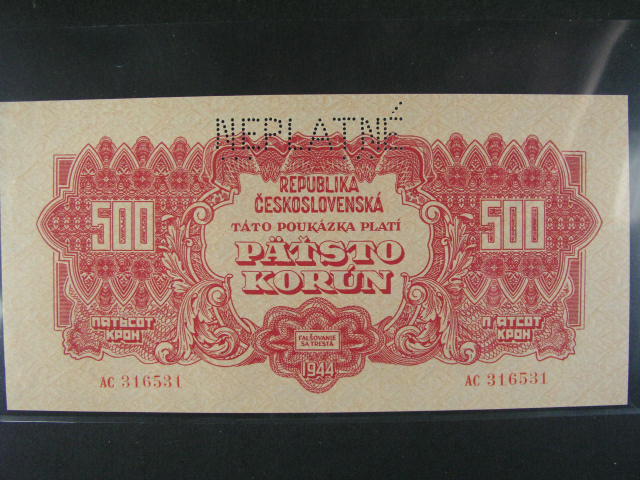 NEPLATNÉ
REPUBLIKA
ČESKOSLOVENSKÁ
TÁTO POUKÁZKA PLATÍ
500
PÄŤSTO
500
KORÚN
ПЯТЬСОТ
КРОН
П'ЯТСОТ
КРОН
FALŠOVANIE
SA TRESTÁ
1944
AC 316531
AC 316531